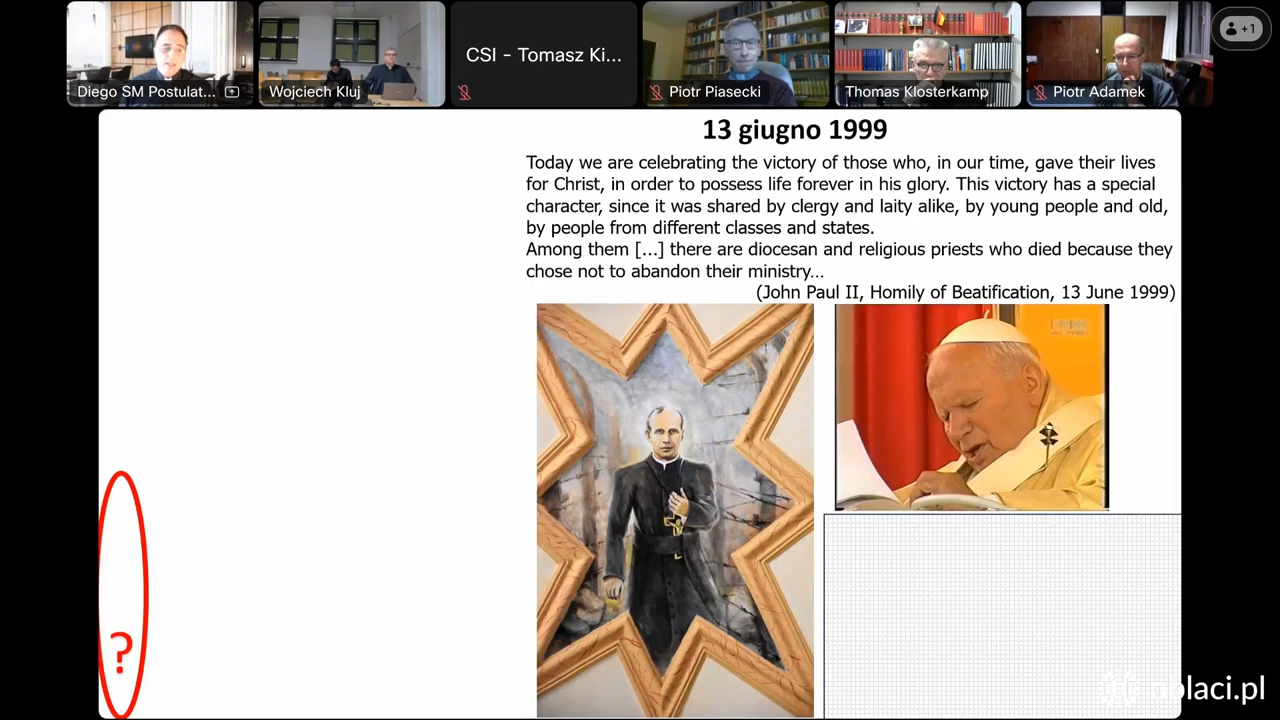 CSI - Tomasz Ki...
+1
Diego SM Postulat...
Wojciech Kluj
Piotr Piasecki
Thomas Klosterkamp
Piotr Adamek
13 giugno 1999
Today we are celebrating the victory of those who, in our time, gave their lives
for Christ, in order to possess life forever in his glory. This victory has a special
character, since it was shared by clergy and laity alike, by young people and old,
by people from different classes and states.
Among them [...] there are diocesan and religious priests who died because they
chose not to abandon their ministry...
(John Paul II, Homily of Beatification, 13 June 1999)
?
oblaci.pl